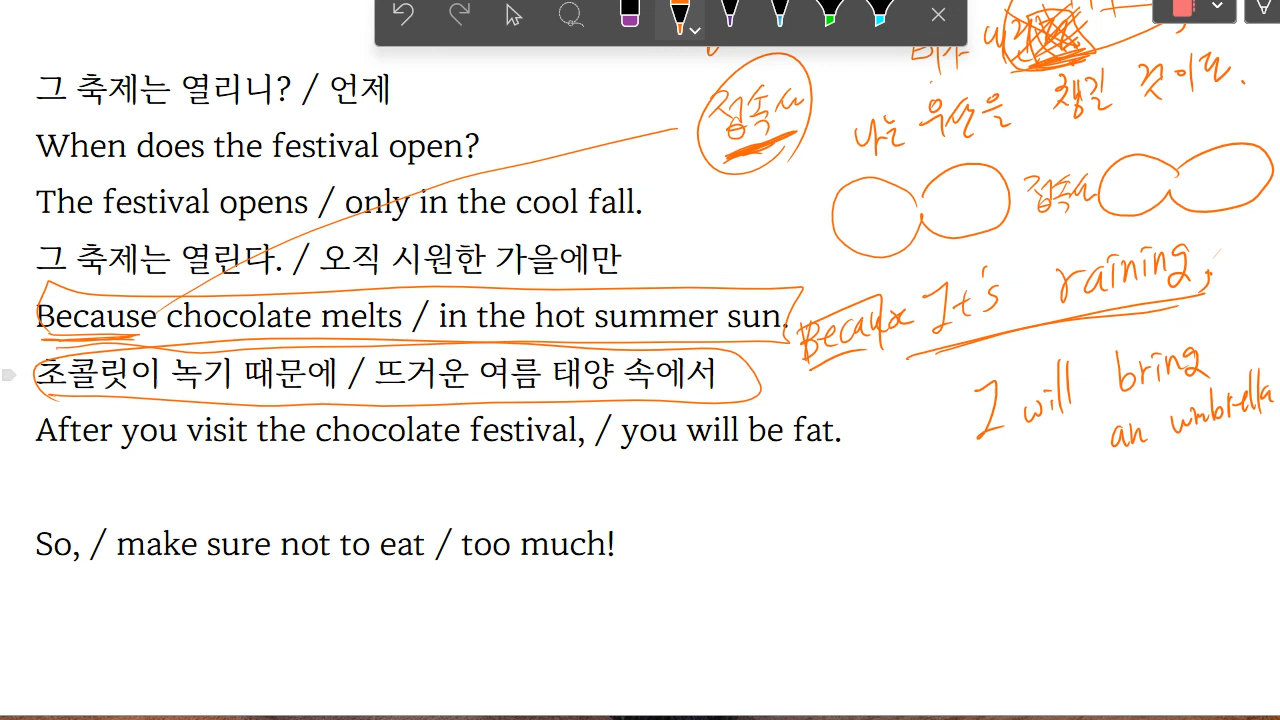 그 축제는 열리니? / 언제
When does the festival open?
The festival opens / only in the cool fall.
그 축제는 열린다. / 오직 시원한 가을에만
Because chocolate melts / in the hot summer sun.
초콜릿이 녹기 때문에 / 뜨거운 여름 태양 속에서
After you visit the chocolate festival, / you will be fat.
So, / make sure not to eat / too much!
접속사
비가
나는 우산을 챙길 것이다.
접속사
Because It's raining,
I will bring
an umbrella